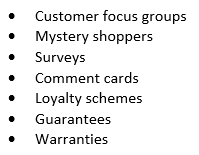 • Customer focus groups
• Mystery shoppers
• Surveys
• Comment cards
• Loyalty schemes
• Guarantees
• Warranties